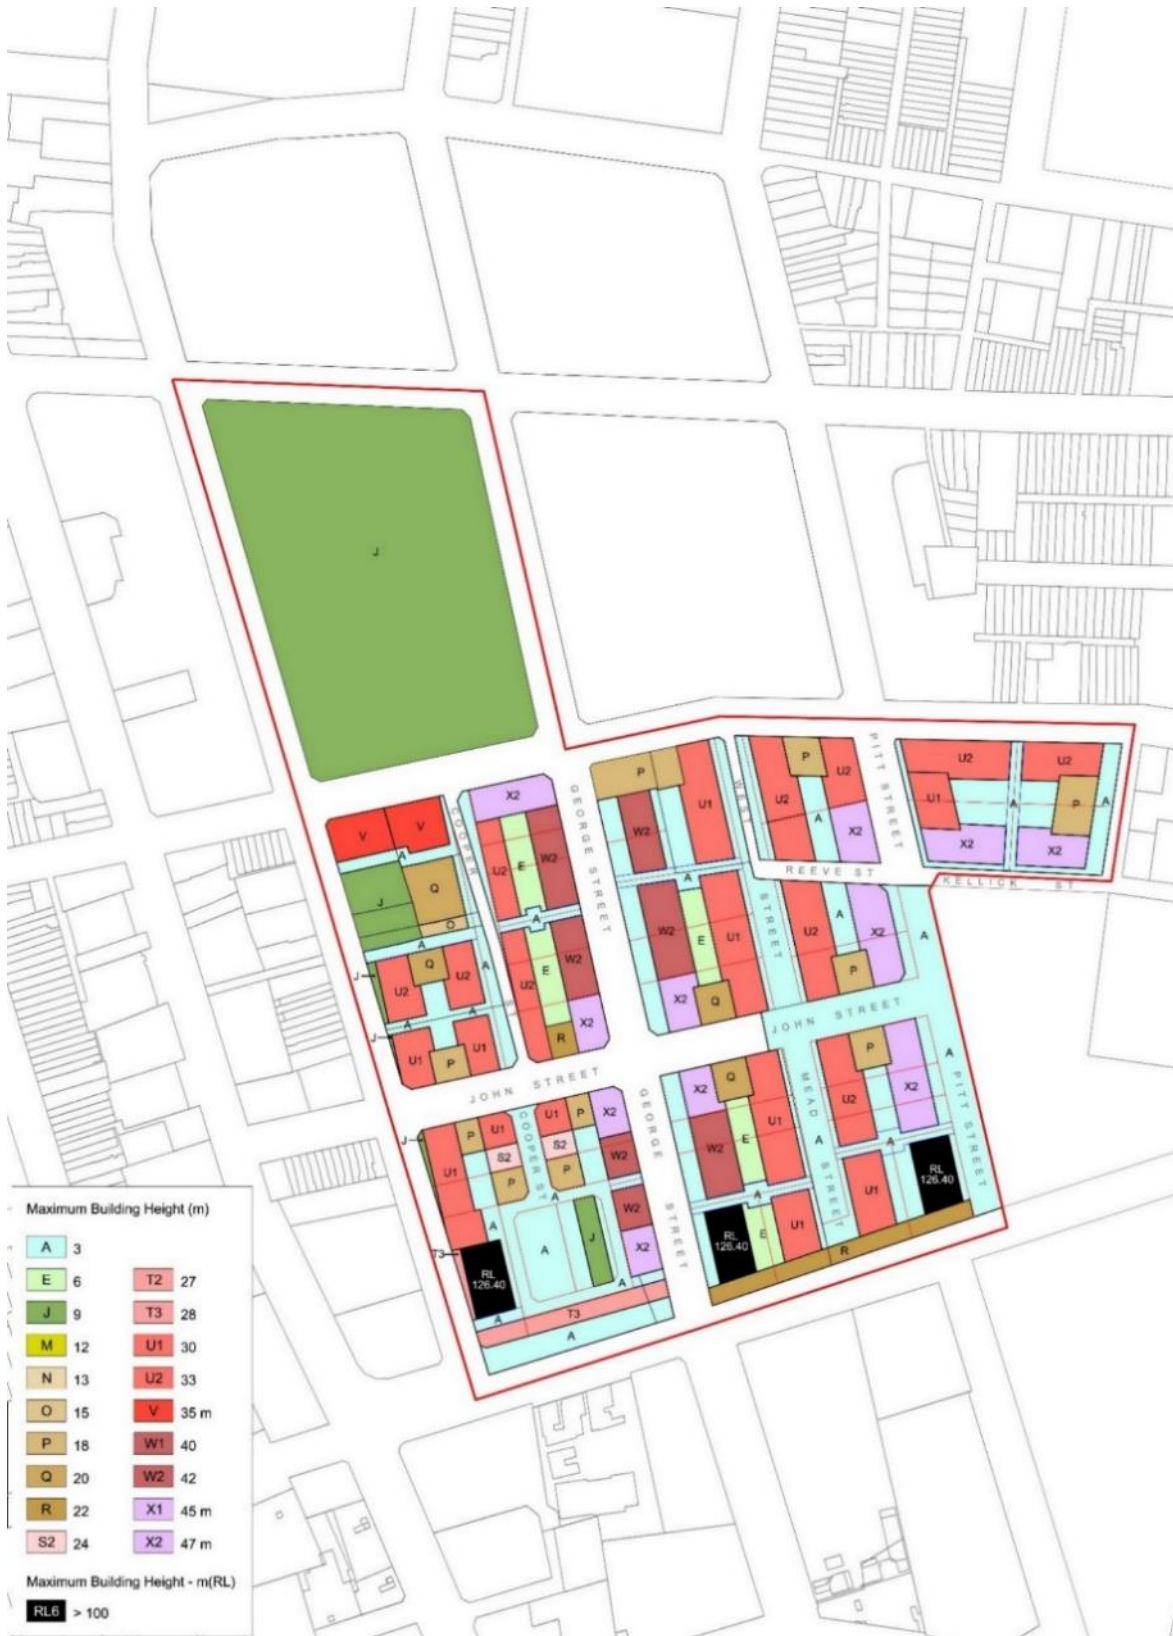 J
P
U1
WEST
P
U2
U2
PITT STREET
U2
U2
U1
A
P
A
X2
X2
X2
GEORGE STREET
W2
A
X2
V
V
COOPER
A
U2
E
W2
A
REEVE ST
KELLICK ST
J
Q
O
A
A
W2
E
U1
STREET
U2
A
X2
A
J
Q
U2
U2
A
A
U2
E
W2
ST
X2
Q
P
JOHN STREET
J
U1
P
U1
R
X2
JOHN STREET
GEORGE
X2
Q
MEAD
P
A
PITT STREET
J
U1
P
U1
COOPER ST
U1
P
X2
W2
E
U1
U2
X2
S2
S2
W2
P
P
A
A
A
STREET
A
RL
126.40
A
W2
J
X2
STREET
RL
126.40
E
U1
U1
R
T3
RL
126.40
A
A
A
T3
A
Maximum Building Height (m)
A 3
E 6 T2 27
J 9 T3 28
M 12 U1 30
N 13 U2 33
O 15 V 35 m
P 18 W1 40
Q 20 W2 42
R 22 X1 45 m
S2 24 X2 47 m
Maximum Building Height - m(RL)
RL6 > 100